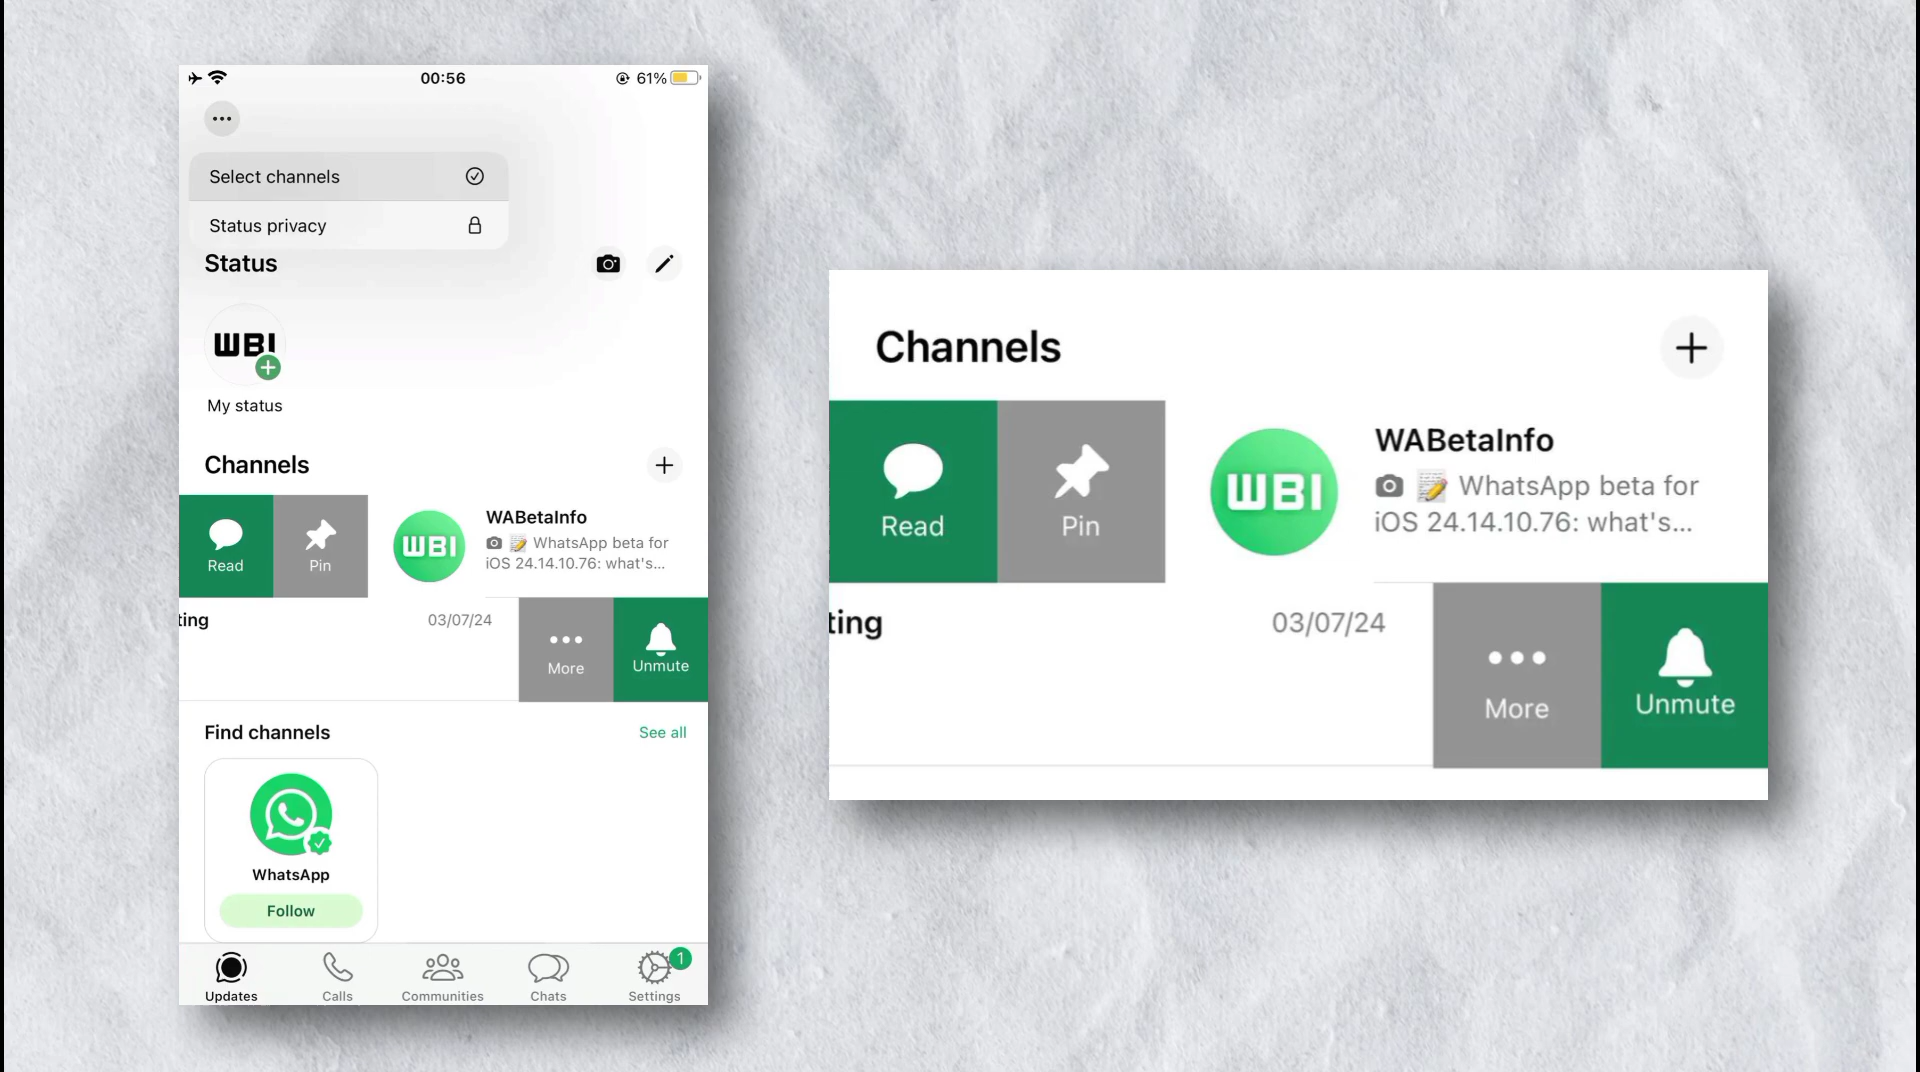 00:56
61%
Select channels
Status privacy
Status
WBI
My status
Channels
Read
Pin
WBI
WABetaInfo
WhatsApp beta for
iOS 24.14.10.76: what's...
ting
03/07/24
More
Unmute
Find channels
See all
WhatsApp
Follow
1
Updates
Calls
Communities
Chats
Settings
Channels
Read
Pin
WBI
WABetaInfo
WhatsApp beta for
iOS 24.14.10.76: what's...
ting
03/07/24
More
Unmute